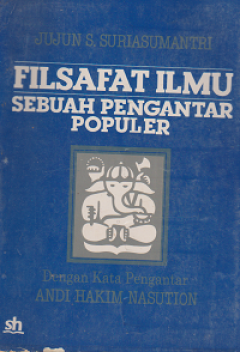 JUJUN S. SURIASUMANTRI
FILSAFAT ILMU
SEBUAH PENGANTAR
POPULER
Dengan Kata Pengantar :
ANDI HAKIM-NASUTION
sh